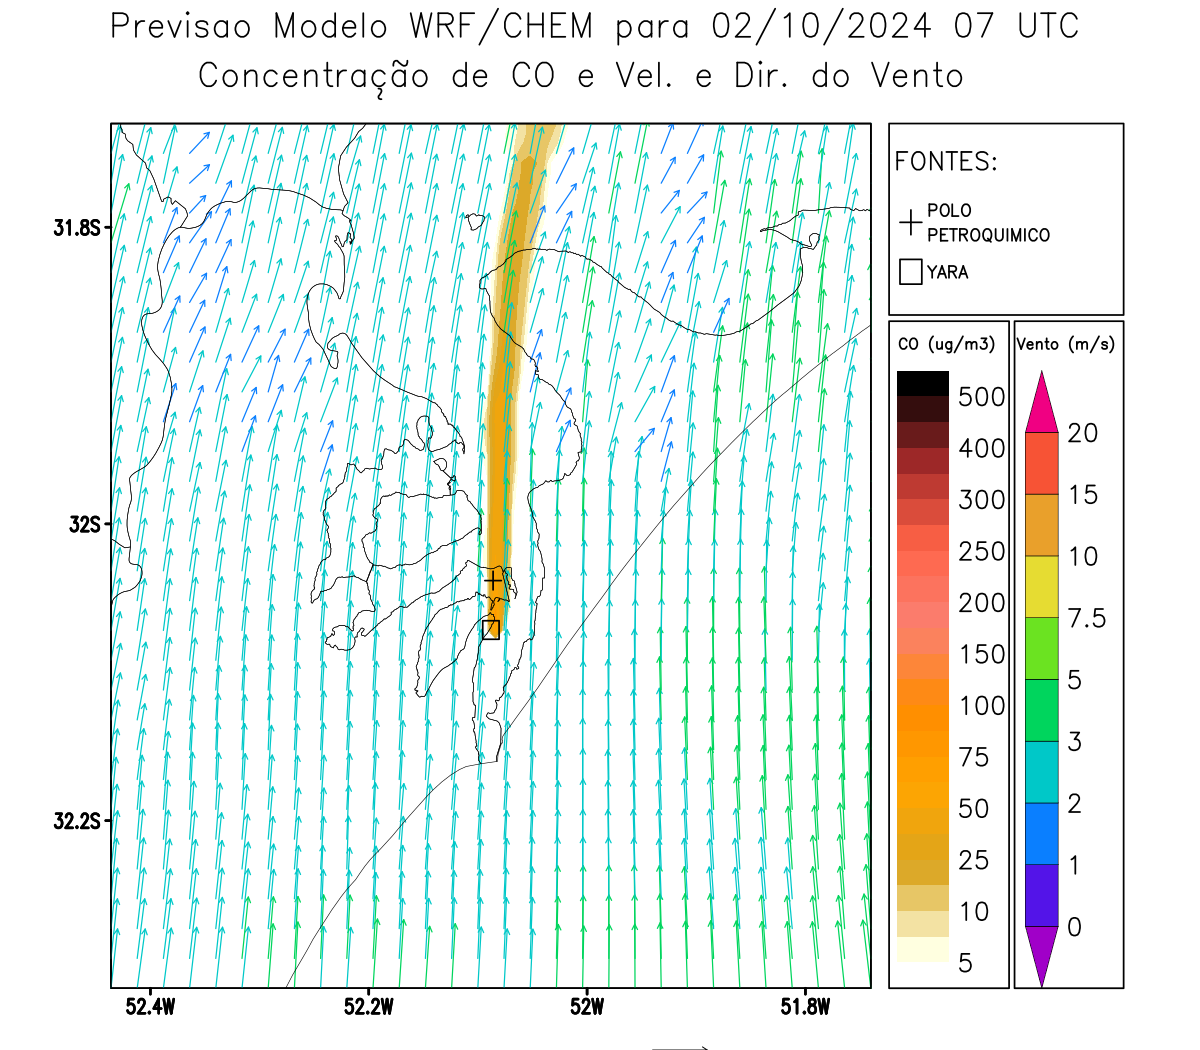 Previsao Modelo WRF/CHEM para 02/10/2024 07 UTC
Concentração de CO e Vel. e Dir. do Vento
FONTES:
POLO
PETROQUIMICO
YARA
CO (ug/m3)
500
400
300
250
200
150
100
75
50
25
10
5
Vento (m/s)
20
15
10
7.5
5
3
2
1
0
31.8S
32S
32.2S
52.4W
52.2W
52W
51.8W